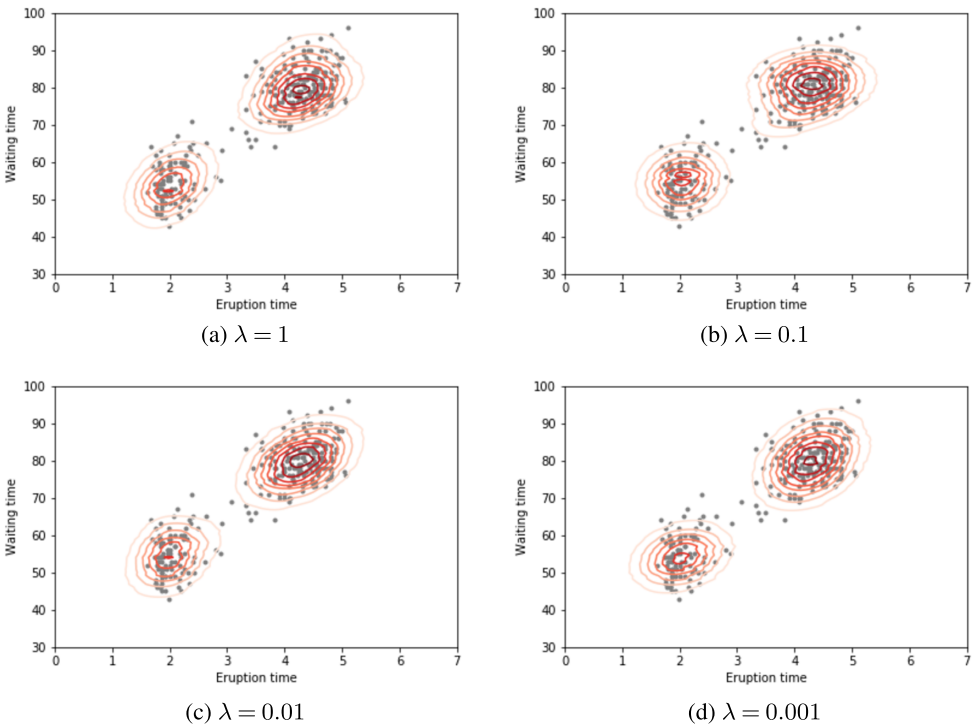 100
90
80
70
60
50
40
30
Waiting time
0 1 2 3 4 5 6 7
Eruption time
(a) λ = 1
100
90
80
70
60
50
40
30
Waiting time
0 1 2 3 4 5 6 7
Eruption time
(b) λ = 0.1
100
90
80
70
60
50
40
30
Waiting time
0 1 2 3 4 5 6 7
Eruption time
(c) λ = 0.01
100
90
80
70
60
50
40
30
Waiting time
0 1 2 3 4 5 6 7
Eruption time
(d) λ = 0.001